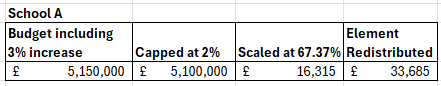 School A
Budget including Element
3% increase Capped at 2% Scaled at 67.37% Redistributed
£ 5,150,000 £ 5,100,000 £ 16,315 £ 33,685